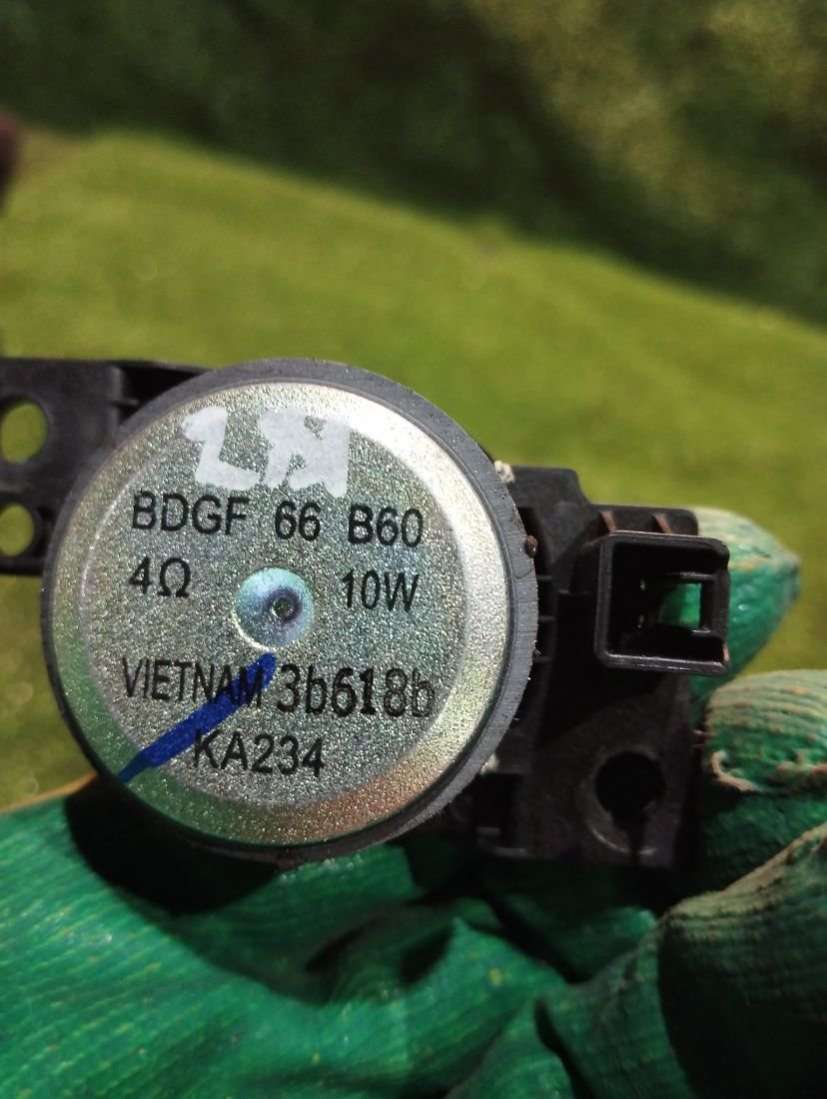 BDGF 66 B60
4Ω 10W
VIETNAM 3b618b
KA234